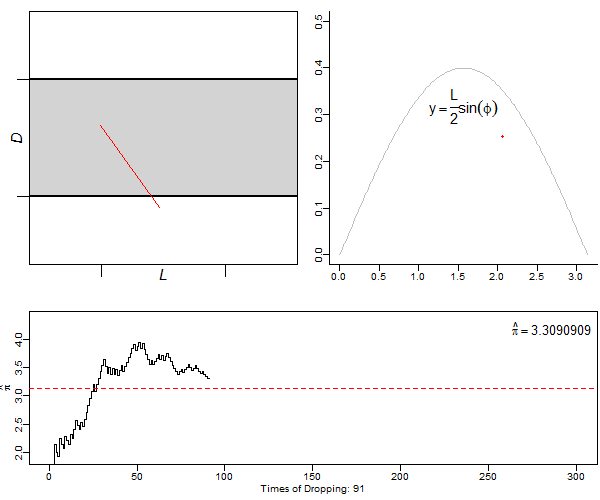 D
L
0.5
0.4
0.3
0.2
0.1
0.0
y = L/2 sin(ϕ)
0.0 0.5 1.0 1.5 2.0 2.5 3.0
π̂ = 3.3090909
4.0
3.5
3.0
2.5
2.0
π̂
0 50 100 150 200 250 300
Times of Dropping: 91